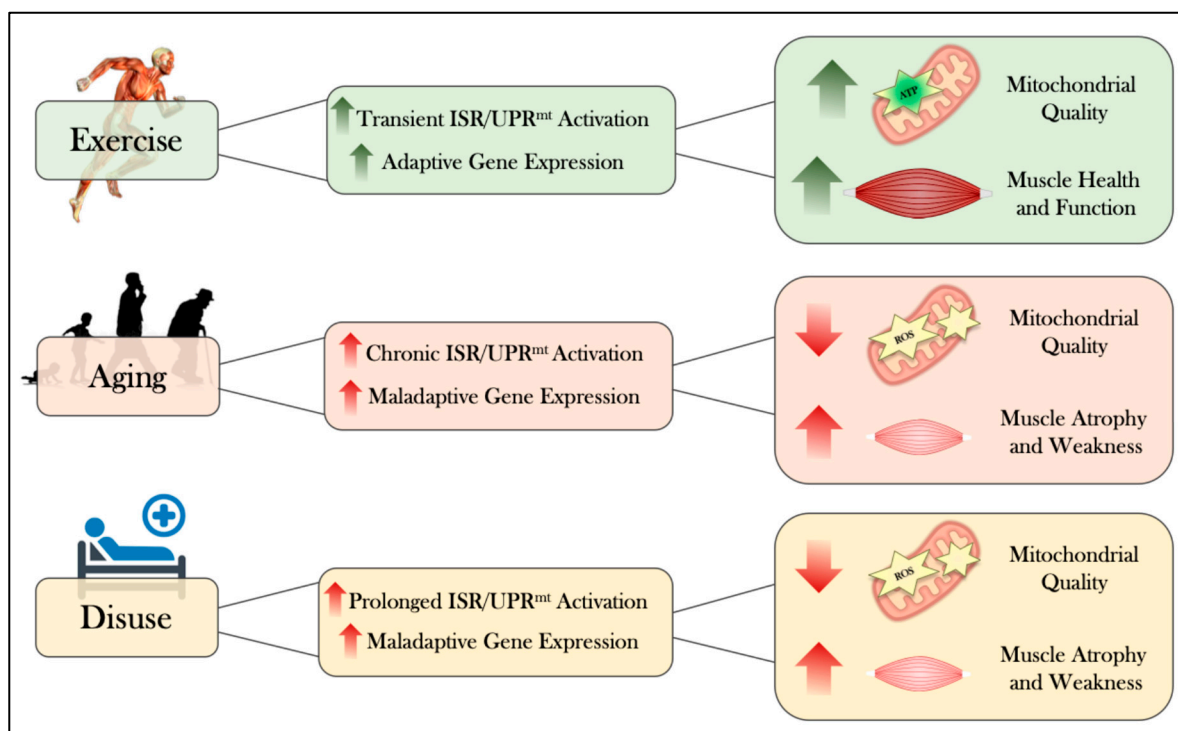 Exercise
Transient ISR/UPRᵐᵗ Activation
Adaptive Gene Expression
ATP
Mitochondrial
Quality
Muscle Health
and Function
Aging
Chronic ISR/UPRᵐᵗ Activation
Maladaptive Gene Expression
ROS
Mitochondrial
Quality
Muscle Atrophy
and Weakness
Disuse
Prolonged ISR/UPRᵐᵗ Activation
Maladaptive Gene Expression
ROS
Mitochondrial
Quality
Muscle Atrophy
and Weakness